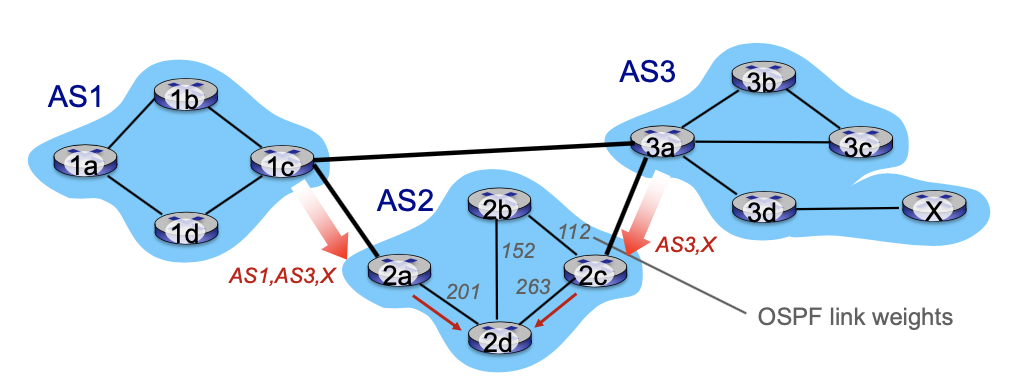 AS3
3b
AS1
1b
3a
3c
1a
1c
AS2
2b
3d
X
1d
112
AS3,X
152
AS1,AS3,X
2a
2c
201
263
OSPF link weights
2d